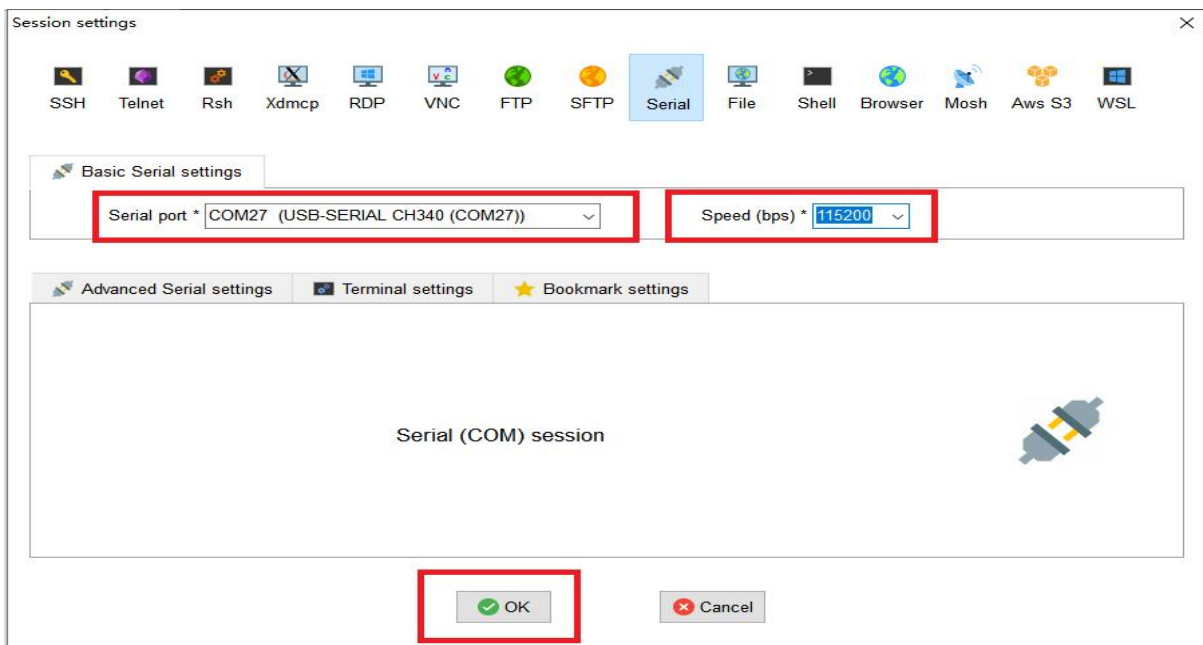 Session settings
SSH Telnet Rsh Xdmcp RDP VNC FTP SFTP Serial File Shell Browser Mosh Aws S3 WSL
Basic Serial settings
Serial port * COM27 (USB-SERIAL CH340 (COM27)) Speed (bps) * 115200
Advanced Serial settings Terminal settings Bookmark settings
Serial (COM) session
OK Cancel